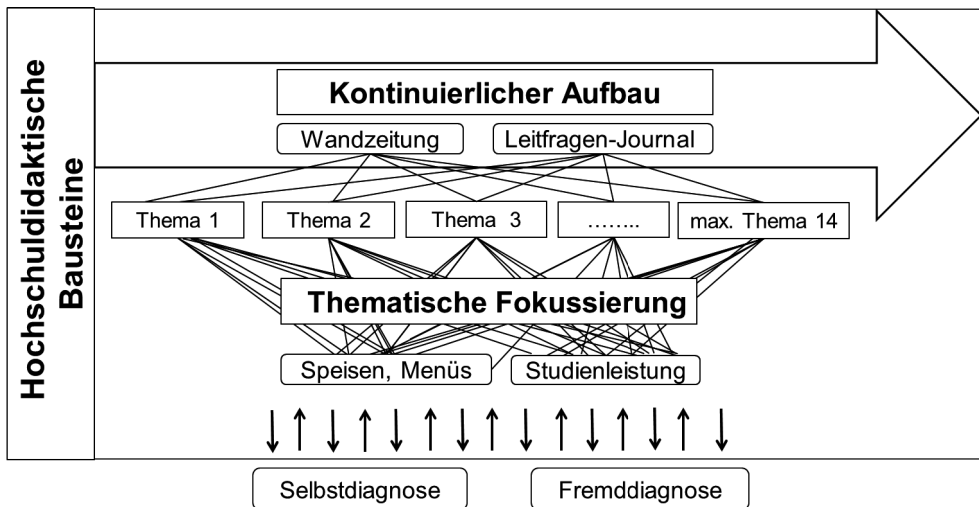 Hochschuldidaktische
Bausteine
Kontinuierlicher Aufbau
Wandzeitung
Leitfragen-Journal
Thema 1
Thema 2
Thema 3
……..
max. Thema 14
Thematische Fokussierung
Speisen, Menüs
Studienleistung
Selbstdiagnose
Fremddiagnose